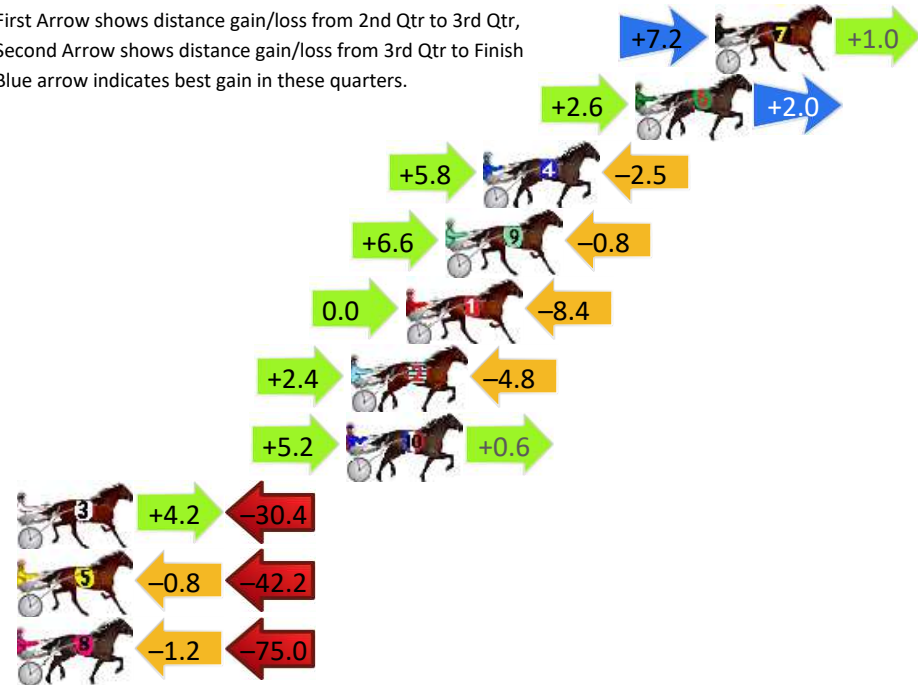 First Arrow shows distance gain/loss from 2nd Qtr to 3rd Qtr,
Second Arrow shows distance gain/loss from 3rd Qtr to Finish
Blue arrow indicates best gain in these quarters.
+7.2 7 +1.0
+2.6 6 +2.0
+5.8 4 –2.5
+6.6 9 –0.8
0.0 1 –8.4
+2.4 2 –4.8
+5.2 10 +0.6
3 +4.2 –30.4
5 –0.8 –42.2
8 –1.2 –75.0